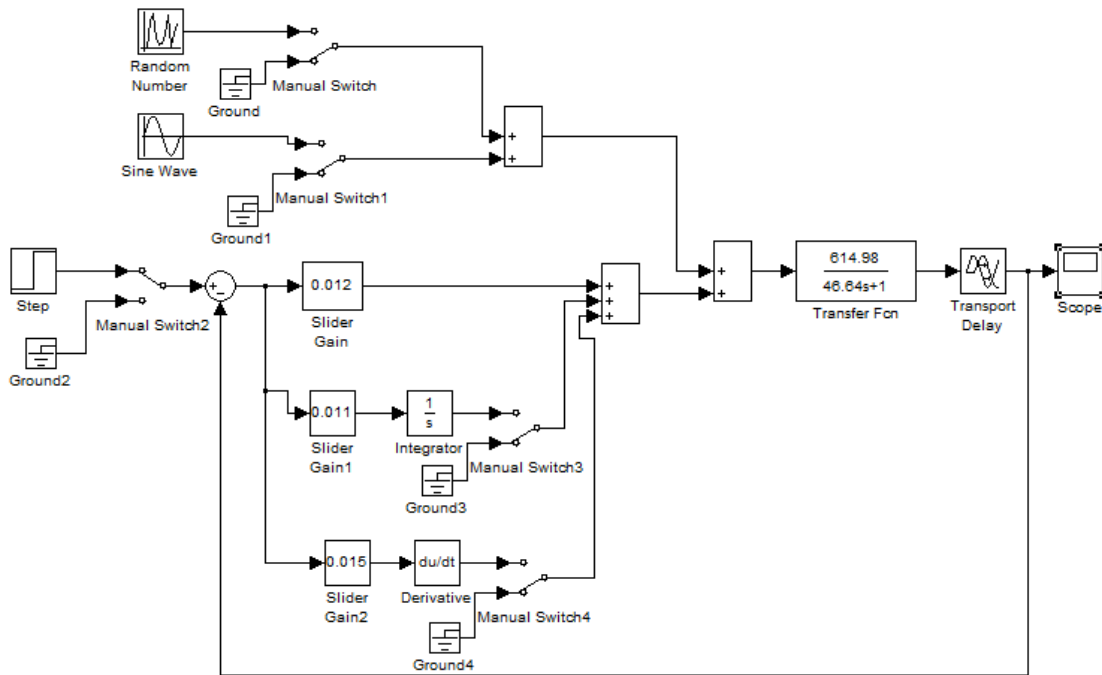 Random
Number
Ground
Manual Switch
Sine Wave
Ground1
Manual Switch1
+
+
Step
Ground2
Manual Switch2
+
−
0.012
Slider
Gain
0.011
Slider
Gain1
1
s
Integrator
Ground3
Manual Switch3
0.015
Slider
Gain2
du/dt
Derivative
Ground4
Manual Switch4
+
+
+
+
+
614.98
46.64s+1
Transfer Fcn
Transport
Delay
Scope